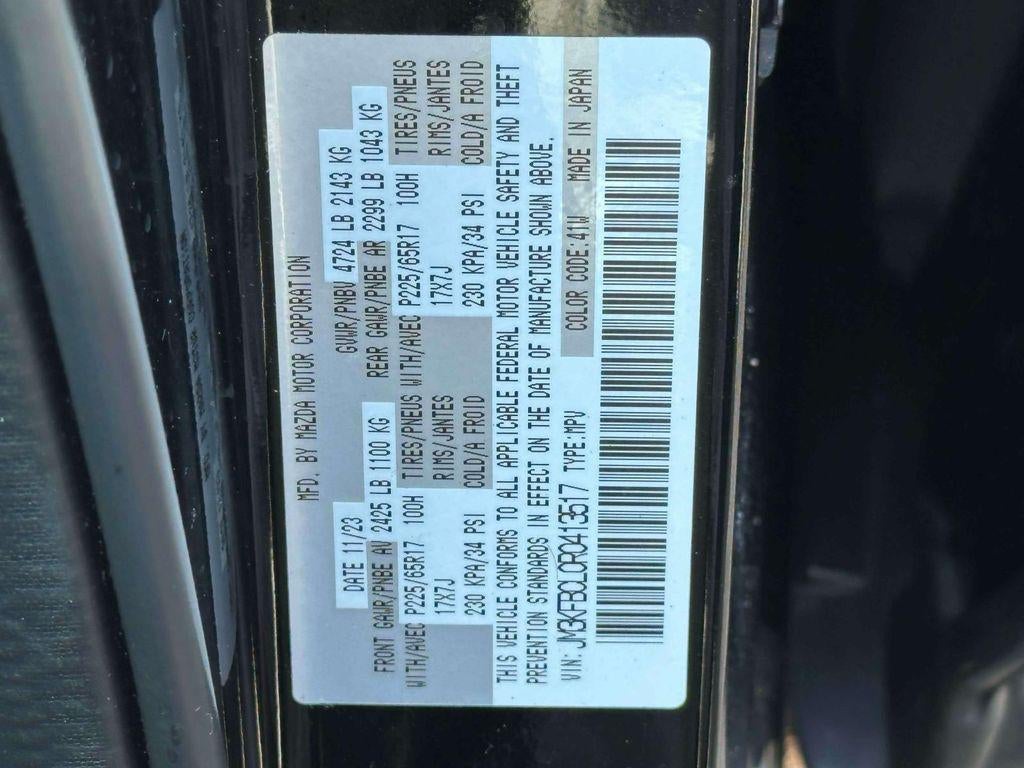 MFD. BY MAZDA MOTOR CORPORATION
DATE 11/23 GVWR/PNBV 4724 LB 2143 KG
FRONT GAWR/PNBE AV 2425 LB 1100 KG REAR GAWR/PNBE AR 2299 LB 1043 KG
WITH/AVEC P225/65R17 100H TIRES/PNEUS WITH/AVEC P225/65R17 100H TIRES/PNEUS
17X7J RIMS/JANTES 17X7J RIMS/JANTES
230 KPA/34 PSI COLD/A FROID 230 KPA/34 PSI COLD/A FROID
THIS VEHICLE CONFORMS TO ALL APPLICABLE FEDERAL MOTOR VEHICLE SAFETY AND THEFT
PREVENTION STANDARDS IN EFFECT ON THE DATE OF MANUFACTURE SHOWN ABOVE.
VIN: JM3KFBCL0R0413517 TYPE:MPV COLOR CODE:41W MADE IN JAPAN